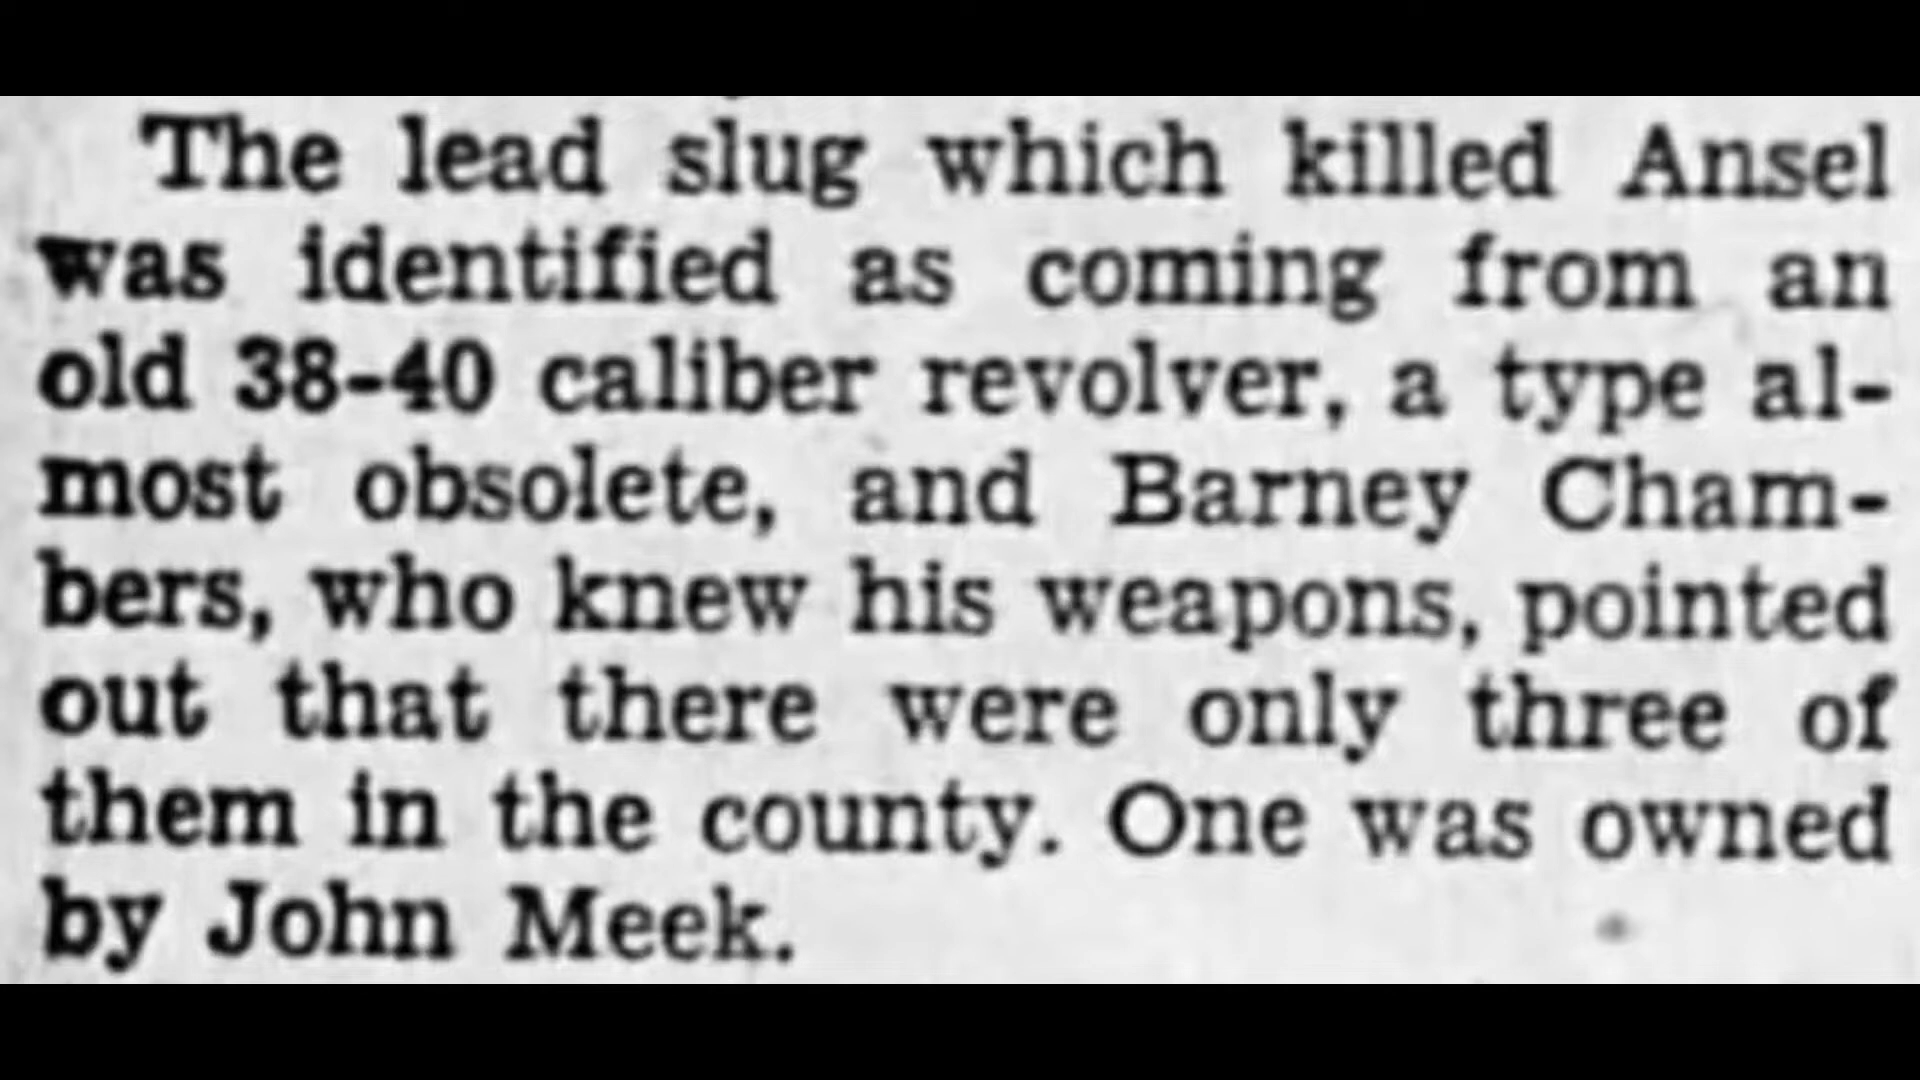 The lead slug which killed Ansel
was identified as coming from an
old 38-40 caliber revolver, a type al-
most obsolete, and Barney Cham-
bers, who knew his weapons, pointed
out that there were only three of
them in the county. One was owned
by John Meek.